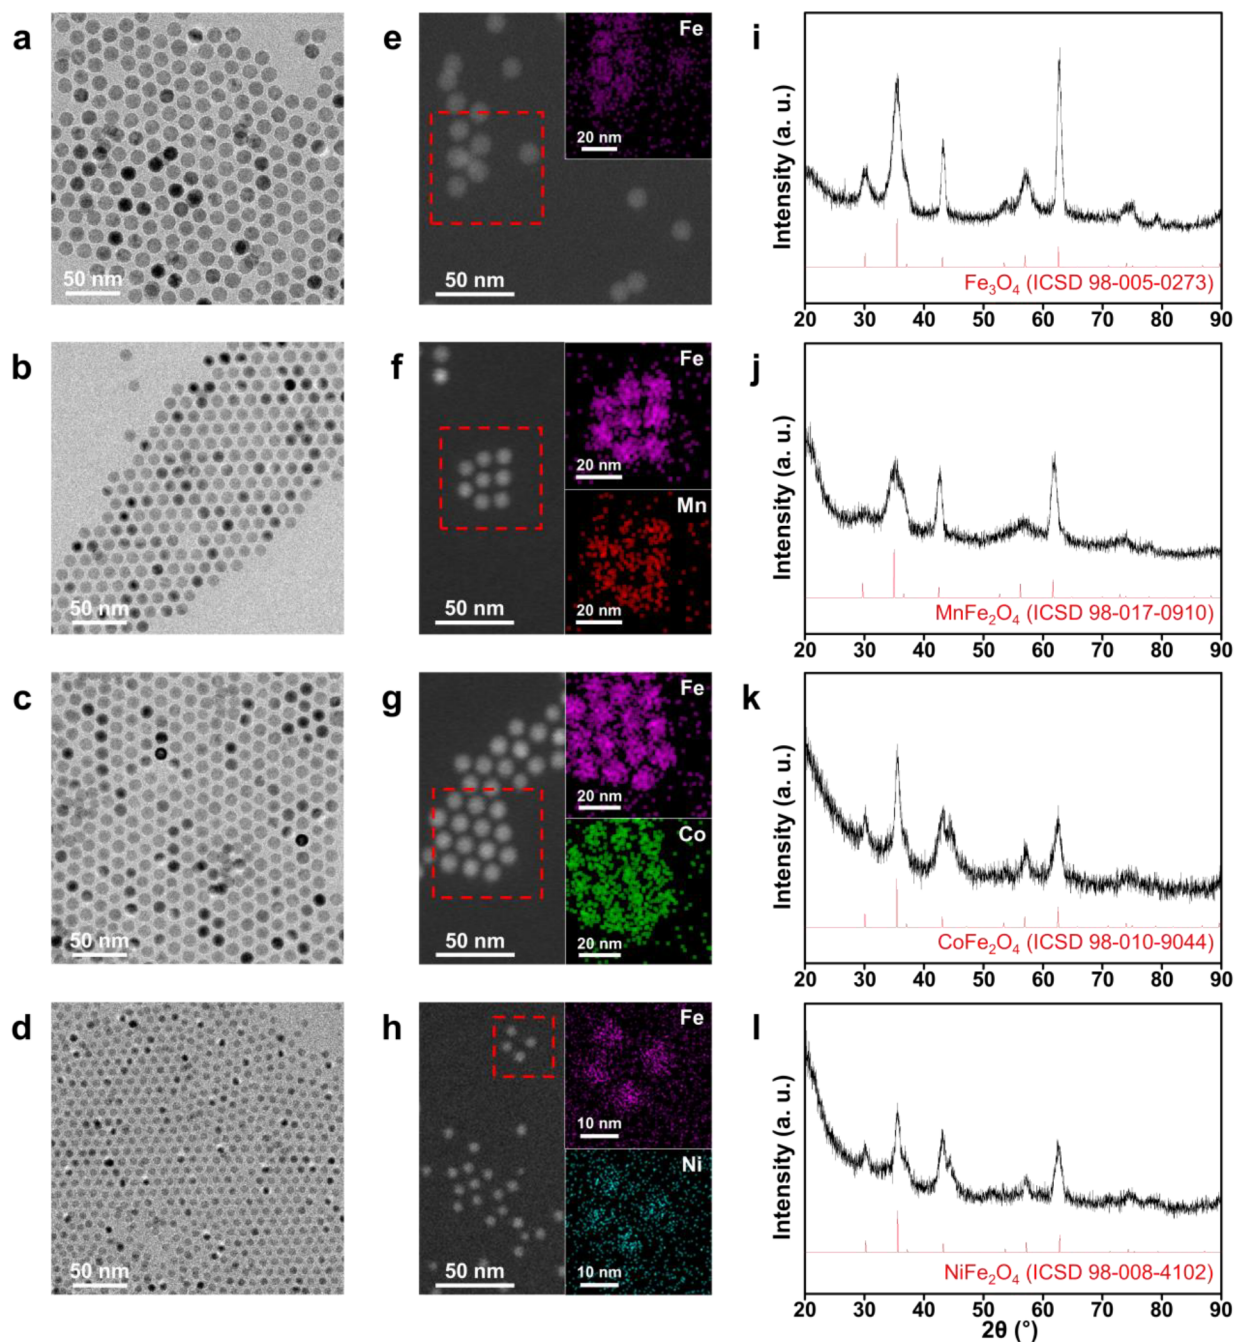 a
50 nm
e
50 nm
Fe
20 nm
i
Intensity (a. u.)
Fe₃O₄ (ICSD 98-005-0273)
20 30 40 50 60 70 80 90
b
50 nm
f
50 nm
Fe
20 nm
Mn
20 nm
j
Intensity (a. u.)
MnFe₂O₄ (ICSD 98-017-0910)
20 30 40 50 60 70 80 90
c
50 nm
g
50 nm
Fe
20 nm
Co
20 nm
k
Intensity (a. u.)
CoFe₂O₄ (ICSD 98-010-9044)
20 30 40 50 60 70 80 90
d
50 nm
h
50 nm
Fe
10 nm
Ni
10 nm
l
Intensity (a. u.)
NiFe₂O₄ (ICSD 98-008-4102)
20 30 40 50 60 70 80 90
2θ (°)